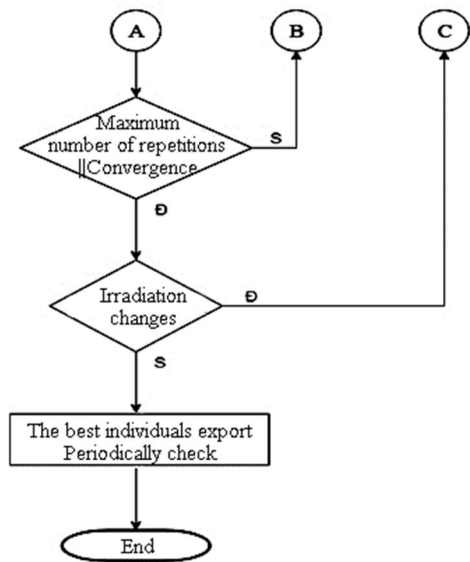 A
B
C
Maximum
number of repetitions
||Convergence
S
Đ
Irradiation
changes
Đ
S
The best individuals export
Periodically check
End